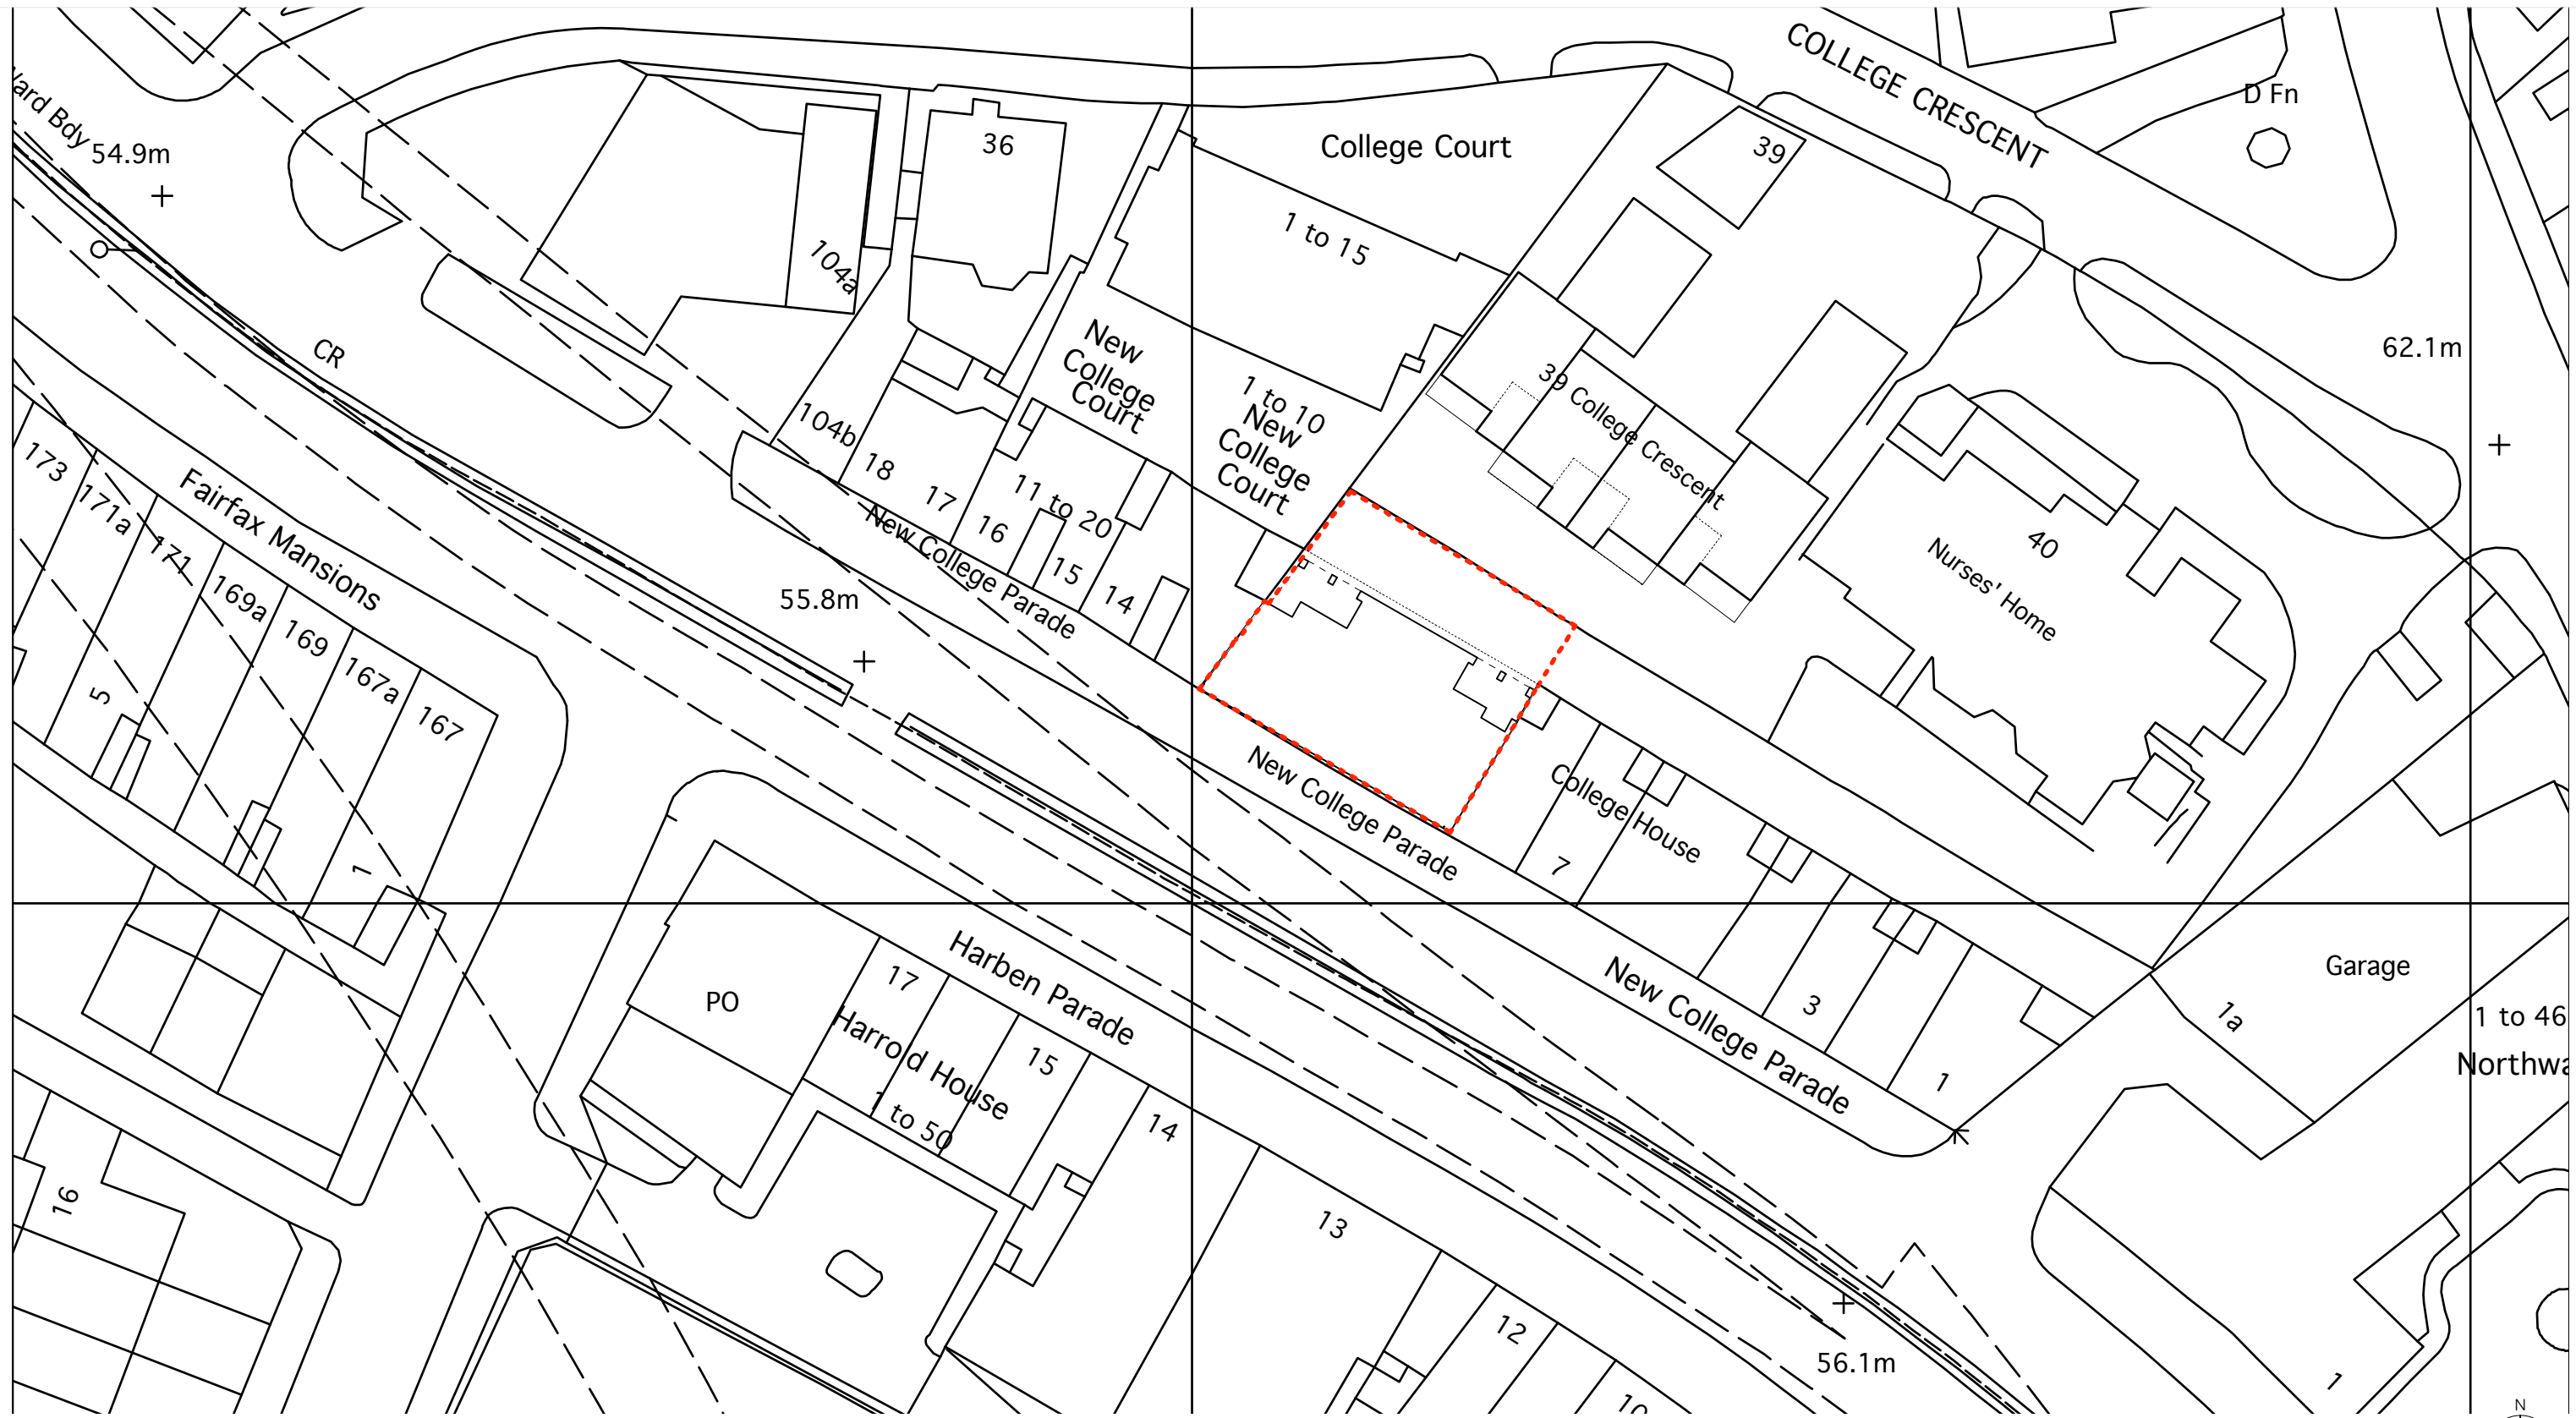 COLLEGE CRESCENT
D Fn
Ward Bdy
54.9m
36
College Court
39
104a
1 to 15
62.1m
CR
New
College
Court
1 to 10
New
College
Court
39 College Crescent
104b
18
17
16
11 to 20
15
14
New College Parade
40
Nurses' Home
173
171a
171
169a
169
167a
167
Fairfax Mansions
5
1
55.8m
New College Parade
College House
7
3
1
New College Parade
Garage
1a
1 to 46
PO
17
Harrold House
1 to 50
15
14
Harben Parade
13
12
10
16
56.1m
1
N